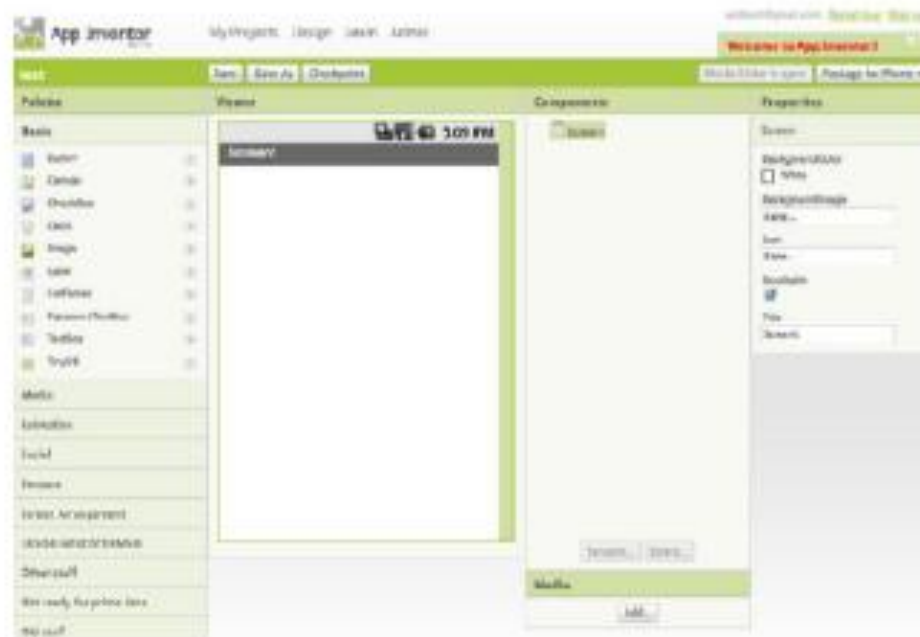 App Inventor
My Projects Design Learn
Welcome to App Inventor!
Save Save As Checkpoint
Package for Phone
Palette
Viewer
Components
Properties
Basic
5:09 PM
Screen1
Screen1
Button
Canvas
CheckBox
Clock
Image
Label
ListPicker
PasswordTextBox
TextBox
TinyDB
BackgroundColor
White
BackgroundImage
None...
Icon
None...
Title
Screen1
Media
Animation
Social
Sensors
Screen Arrangement
Other stuff
Not ready for prime time
Old stuff
Rename... Delete...
Media
Add...